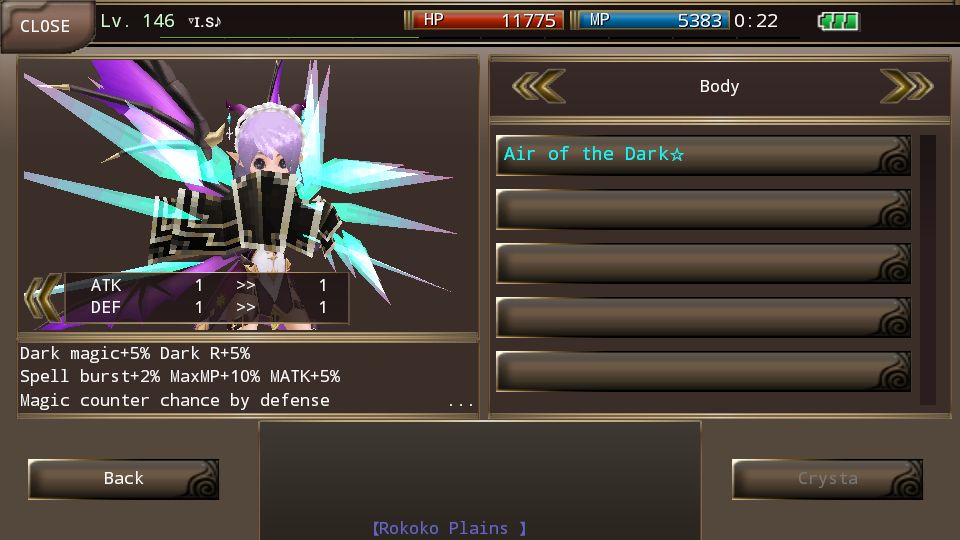 CLOSE
Lv. 146 ▽I.S♪
HP 11775 MP 5383 0:22
Body
Air of the Dark☆
ATK 1 >> 1
DEF 1 >> 1
Dark magic+5% Dark R+5%
Spell burst+2% MaxMP+10% MATK+5%
Magic counter chance by defense ...
Back
Crysta
【Rokoko Plains 】